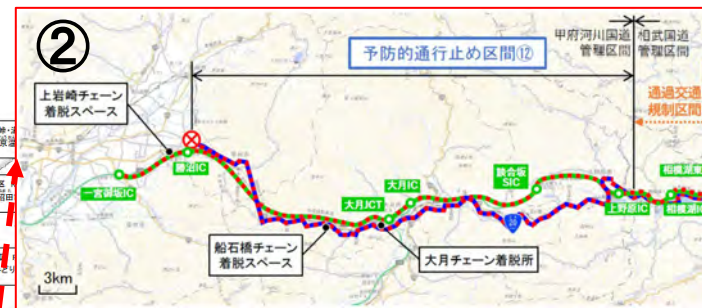 ②
予防的通行止め区間⑫
甲府河川国道
管理区間
相武国道
管理区間
通過交通
規制区間
上岩崎チェーン
着脱スペース
勝沼IC
一宮御坂IC
大月JCT
大月IC
談合坂
SIC
上野原IC
相模湖東
相模湖IC
20
船石橋チェーン
着脱スペース
大月チェーン着脱所
3km